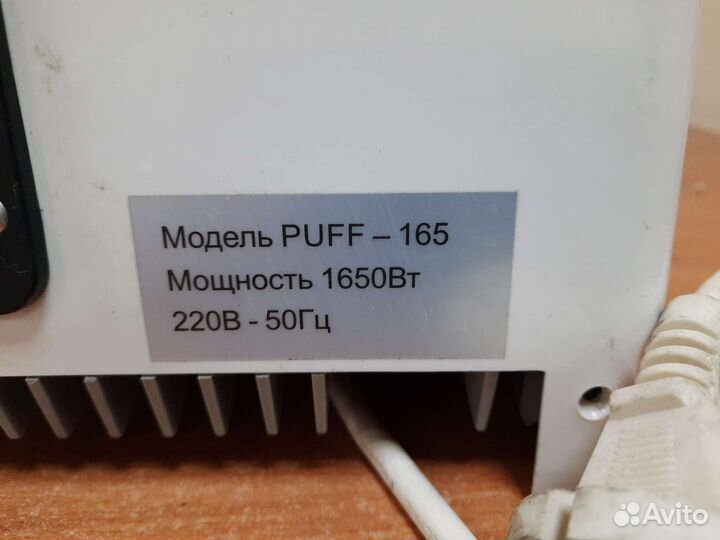 Модель PUFF – 165
Мощность 1650Вт
220В - 50Гц
Avito